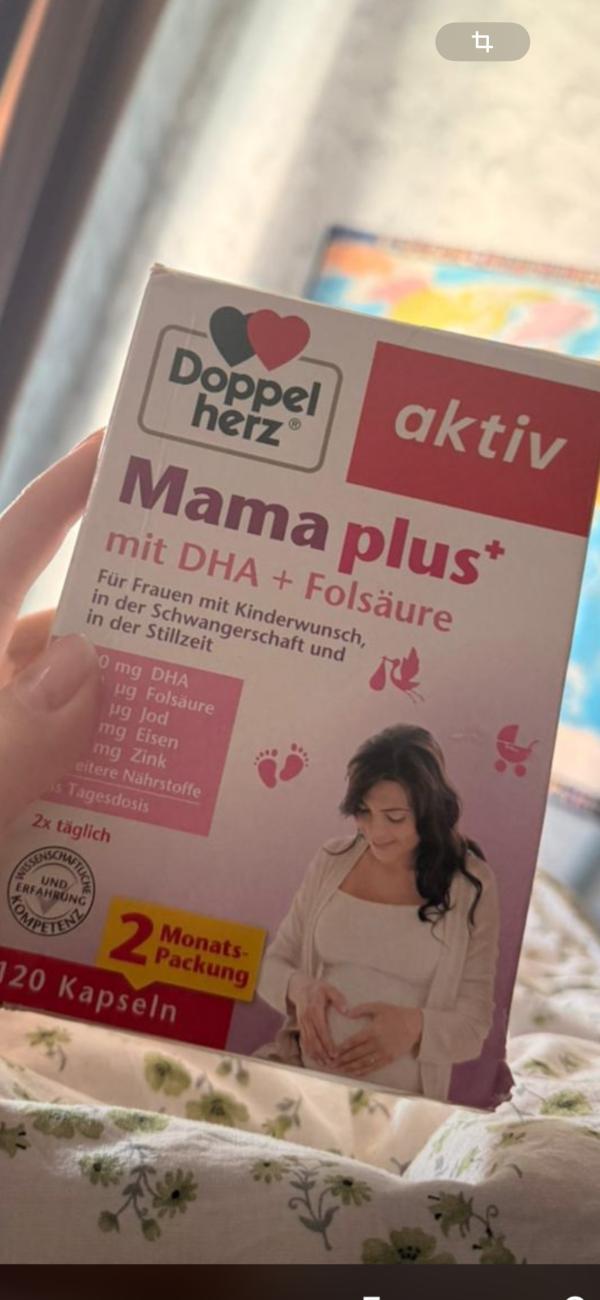 Doppel
herz®
aktiv
Mama plus+
mit DHA + Folsäure
Für Frauen mit Kinderwunsch,
in der Schwangerschaft und
in der Stillzeit
mg DHA
µg Folsäure
µg Jod
mg Eisen
mg Zink
Nährstoffe
Tagesdosis
2x täglich
WISSENSCHAFTLICHE
UND
ERFAHRUNG
KOMPETENZ
2 Monats-
Packung
120 Kapseln